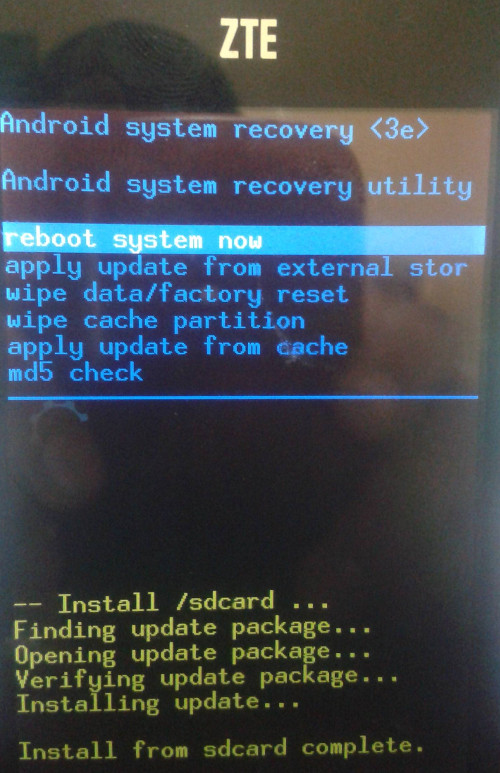 ZTE
Android system recovery <3e>
Android system recovery utility
reboot system now
apply update from external stor
wipe data/factory reset
wipe cache partition
apply update from cache
md5 check
-- Install /sdcard ...
Finding update package...
Opening update package...
Verifying update package...
Installing update...
Install from sdcard complete.